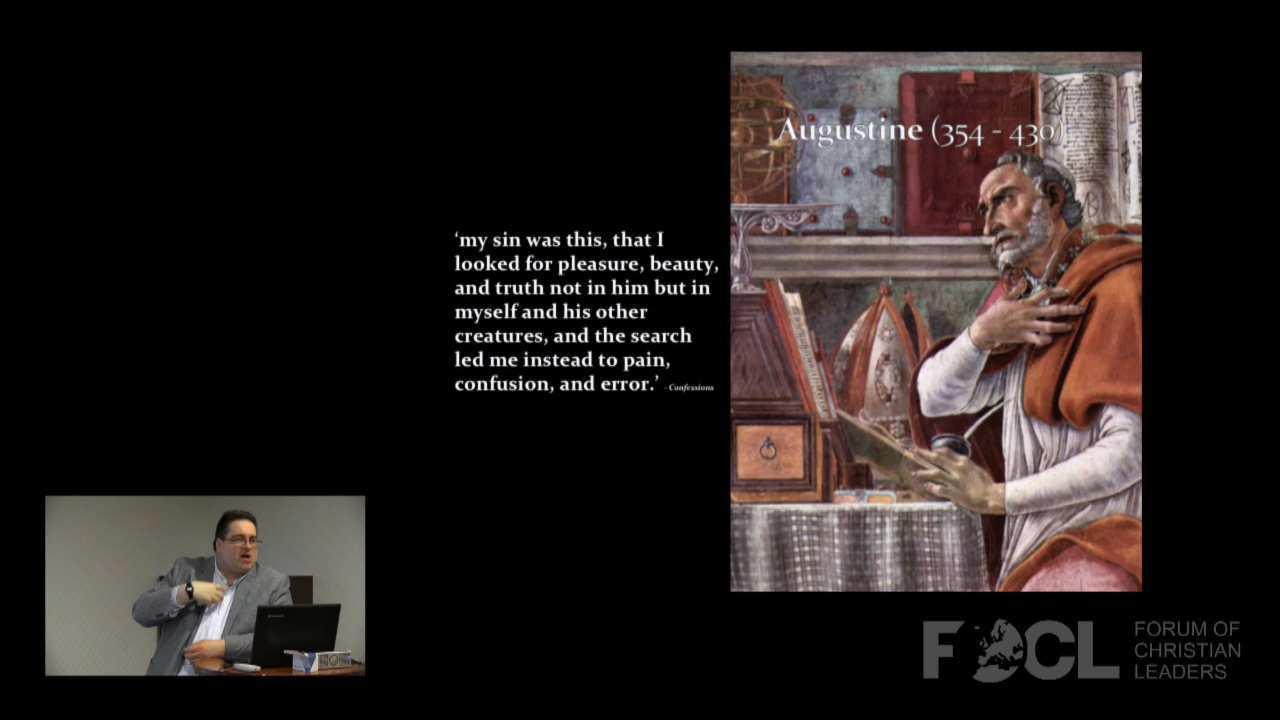 Augustine (354 - 430)
‘my sin was this, that I
looked for pleasure, beauty,
and truth not in him but in
myself and his other
creatures, and the search
led me instead to pain,
confusion, and error.’ - Confessions
FOCL
FORUM OF
CHRISTIAN
LEADERS